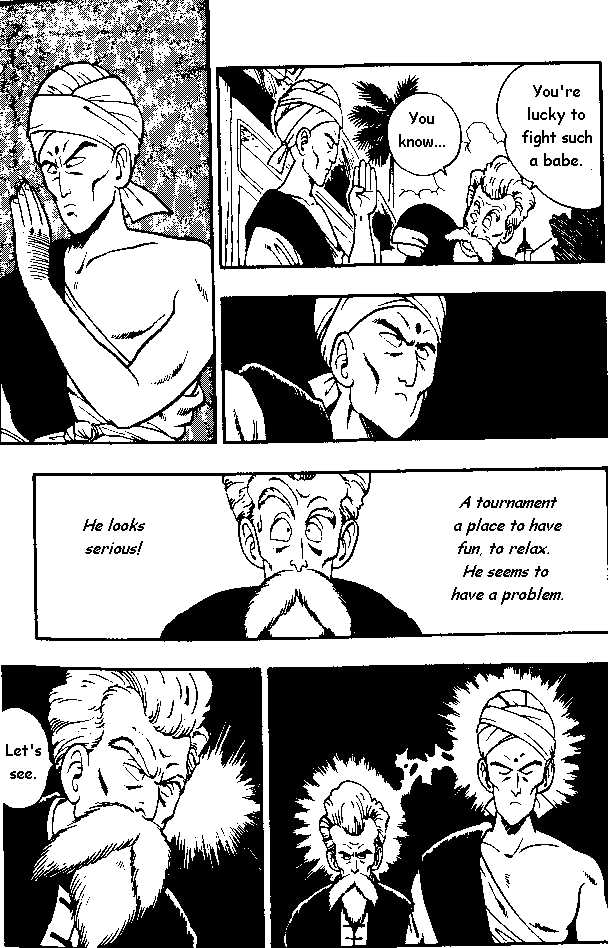 You
know...
You're
lucky to
fight such
a babe.
He looks
serious!
A tournament
a place to have
fun, to relax.
He seems to
have a problem.
Let's
see.